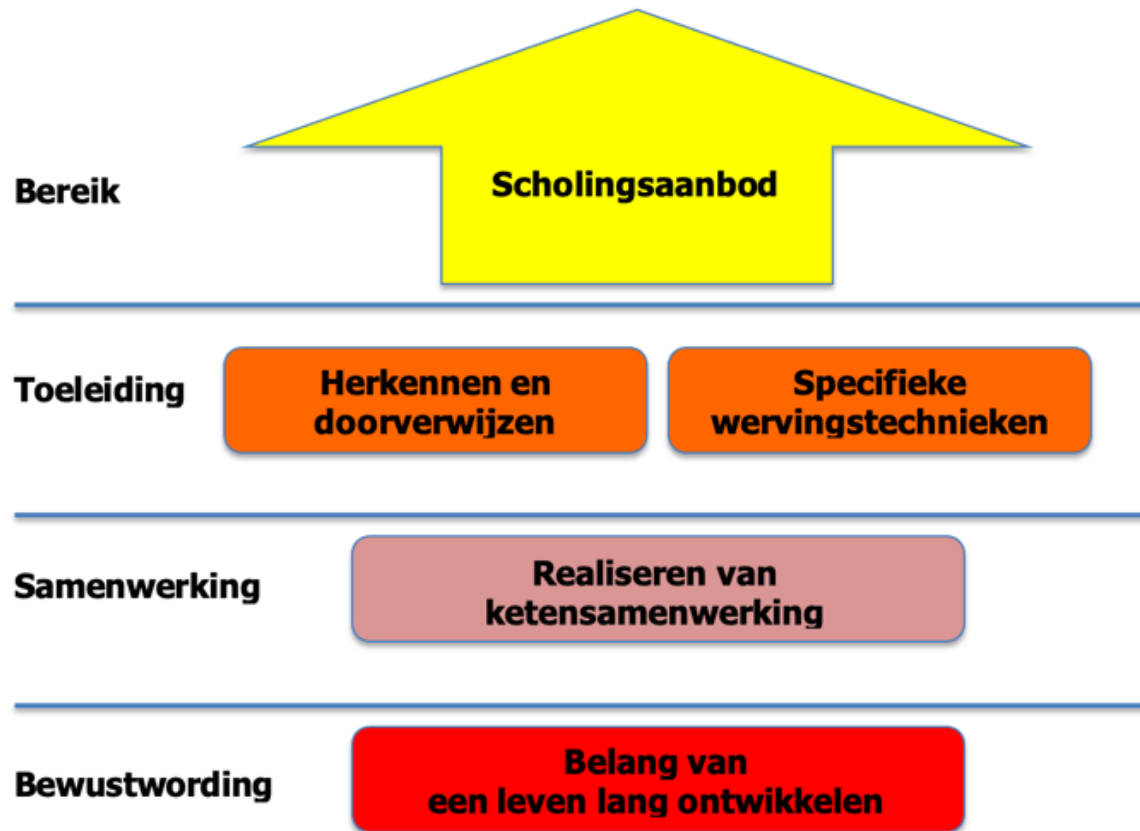 Bereik
Scholingsaanbod
Toeleiding
Herkennen en
doorverwijzen
Specifieke
wervingstechnieken
Samenwerking
Realiseren van
ketensamenwerking
Bewustwording
Belang van
een leven lang ontwikkelen